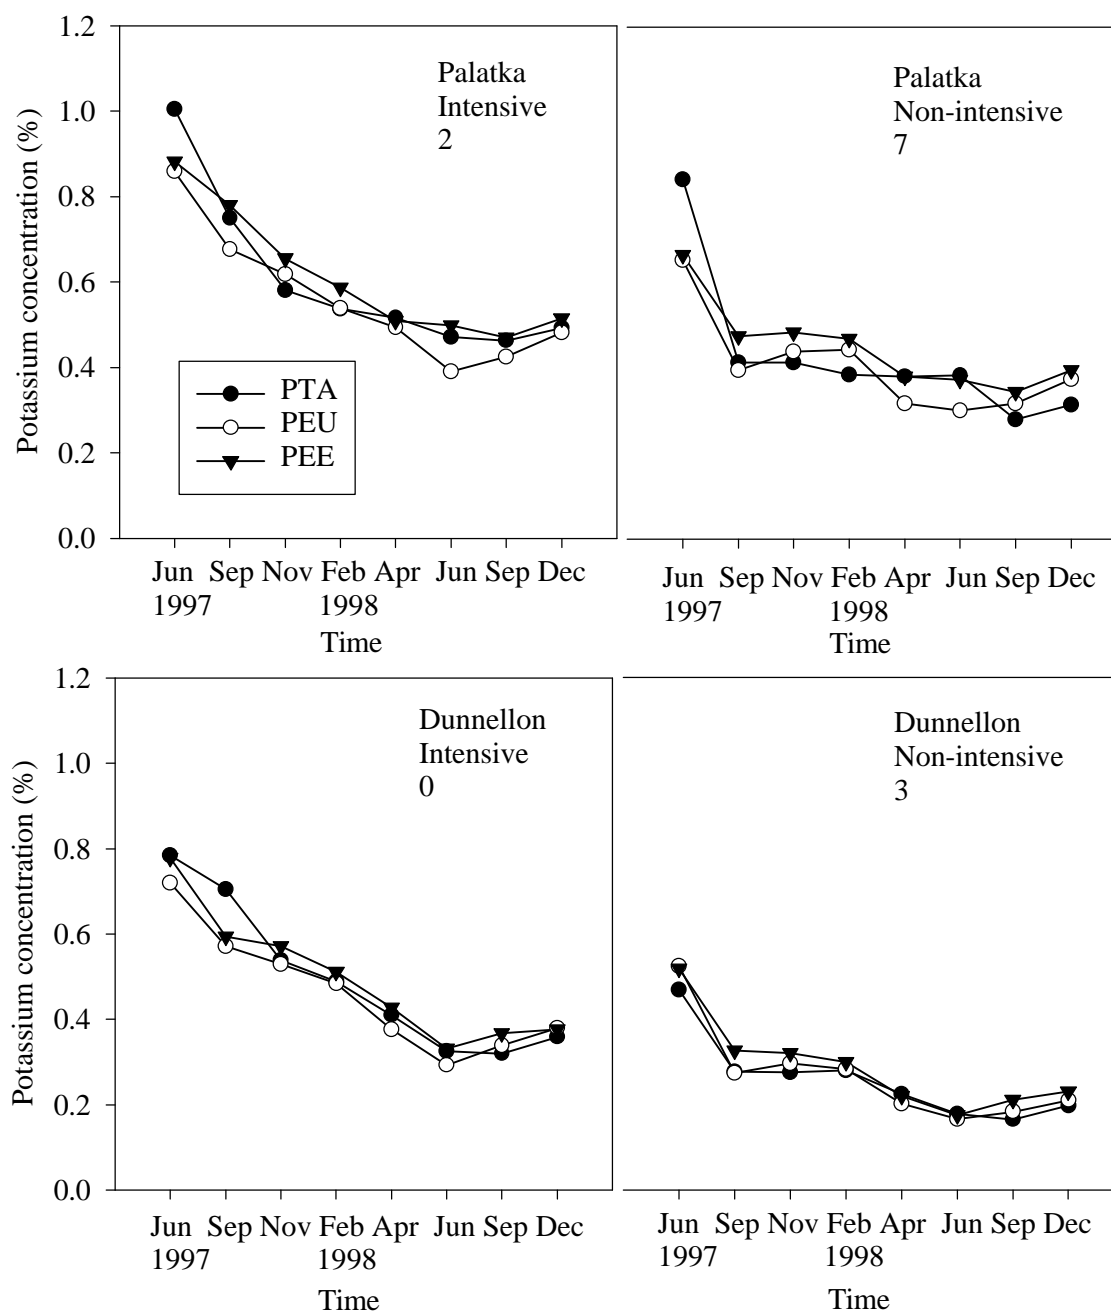 1.2
1.0
0.8
0.6
0.4
0.2
0.0
Potassium concentration (%)
Palatka
Intensive
2
PTA
PEU
PEE
Jun Sep Nov Feb Apr Jun Sep Dec
1997 1998
Time
Palatka
Non-intensive
7
Jun Sep Nov Feb Apr Jun Sep Dec
1997 1998
Time
1.2
1.0
0.8
0.6
0.4
0.2
0.0
Potassium concentration (%)
Dunnellon
Intensive
0
Jun Sep Nov Feb Apr Jun Sep Dec
1997 1998
Time
Dunnellon
Non-intensive
3
Jun Sep Nov Feb Apr Jun Sep Dec
1997 1998
Time